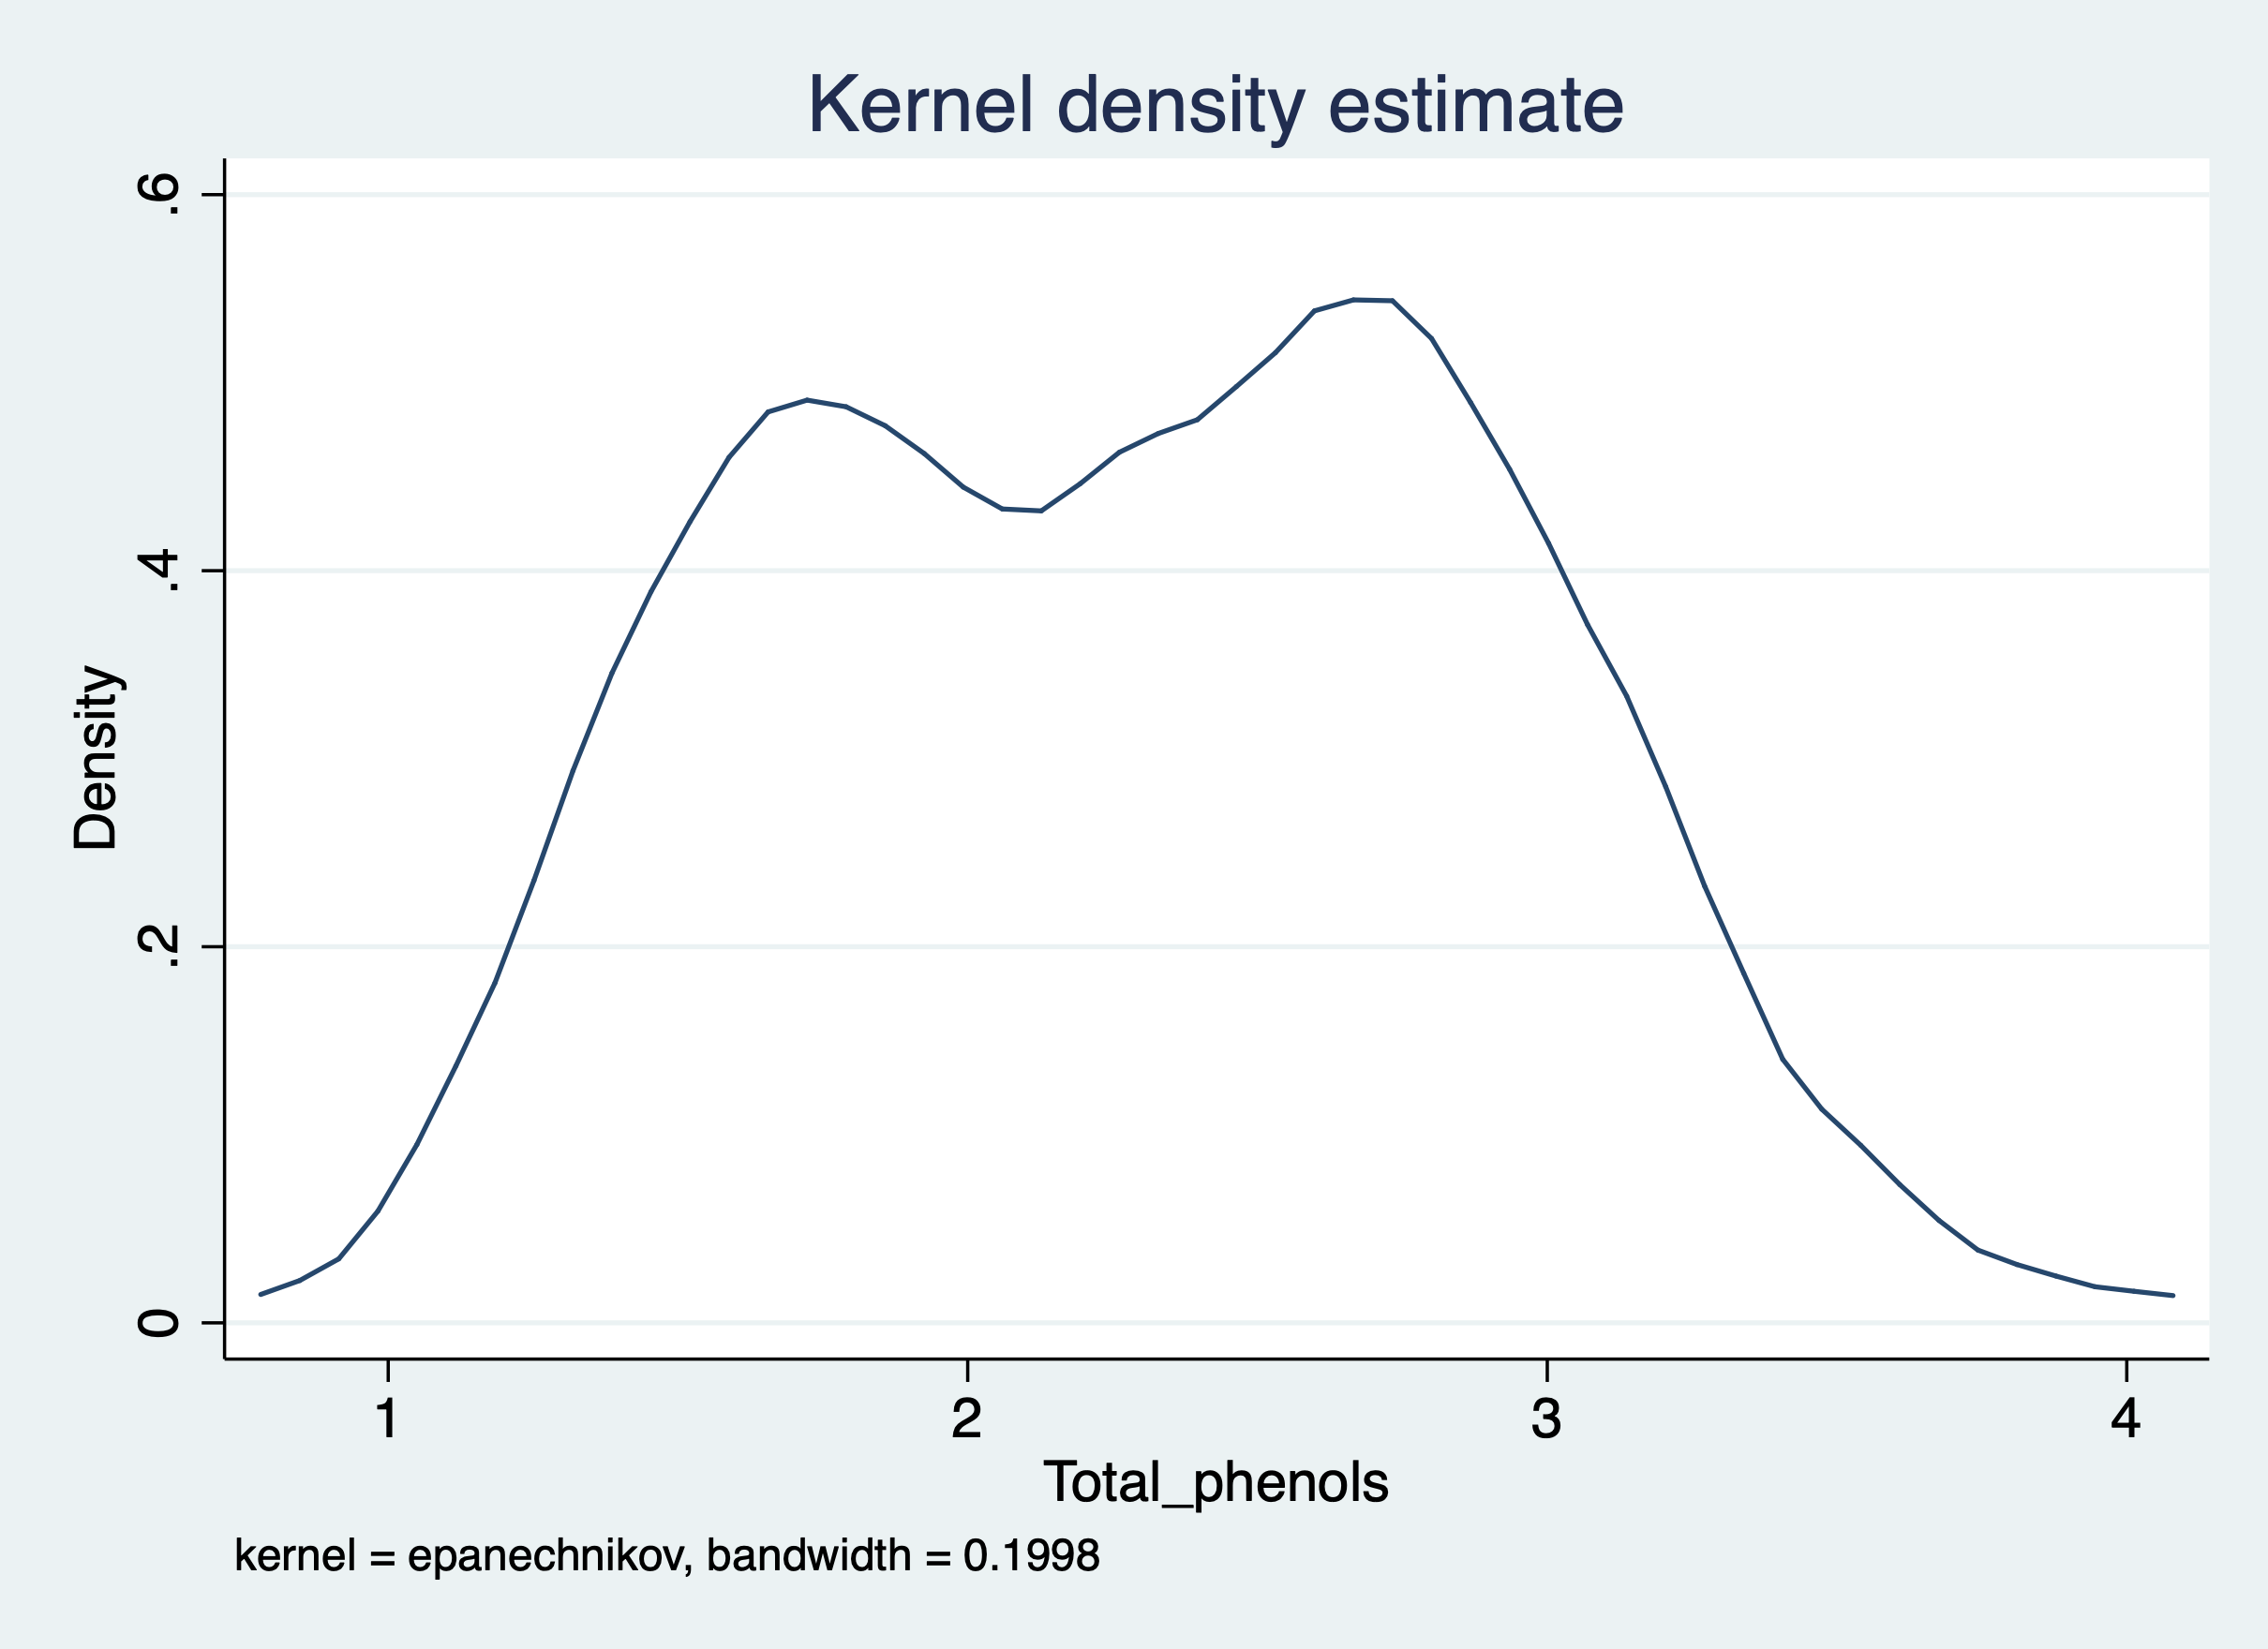 Kernel density estimate
.6
.4
.2
0
Density
1 2 3 4
Total_phenols
kernel = epanechnikov, bandwidth = 0.1998